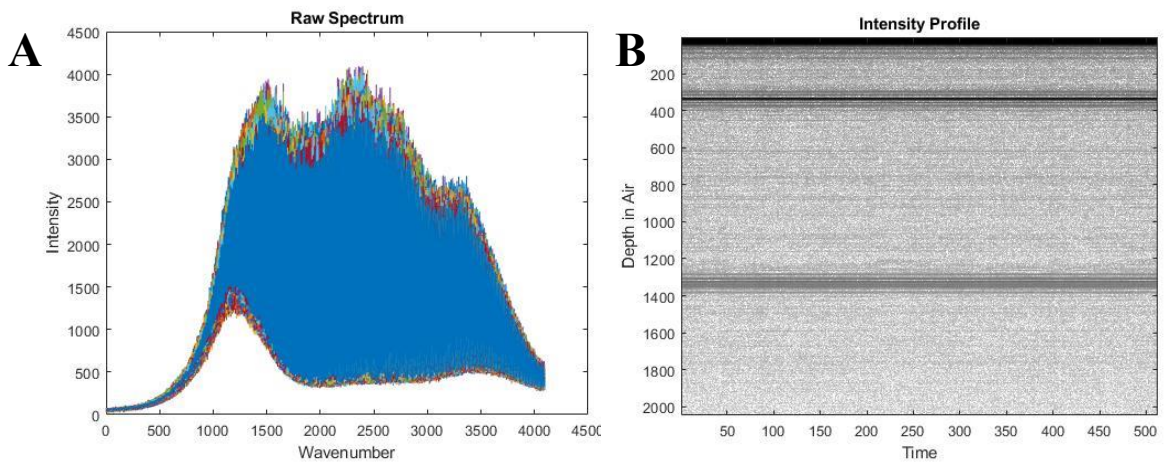 A
Raw Spectrum
4500
4000
3500
3000
2500
2000
1500
1000
500
0
Intensity
0 500 1000 1500 2000 2500 3000 3500 4000 4500
Wavenumber
B
Intensity Profile
200
400
600
800
1000
1200
1400
1600
1800
2000
Depth in Air
50 100 150 200 250 300 350 400 450 500
Time